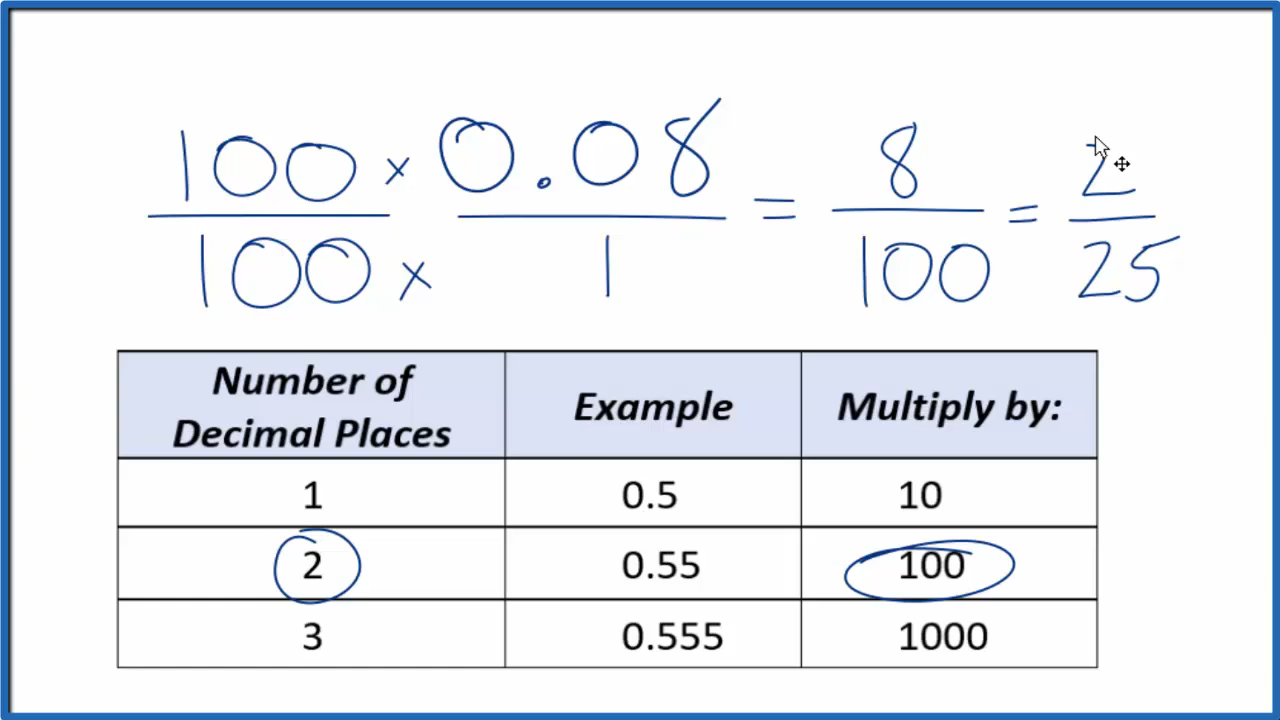 100 × 0.08 = 8 = 2
100 × 1 100 25
Number of Decimal Places Example Multiply by:
1 0.5 10
2 0.55 100
3 0.555 1000